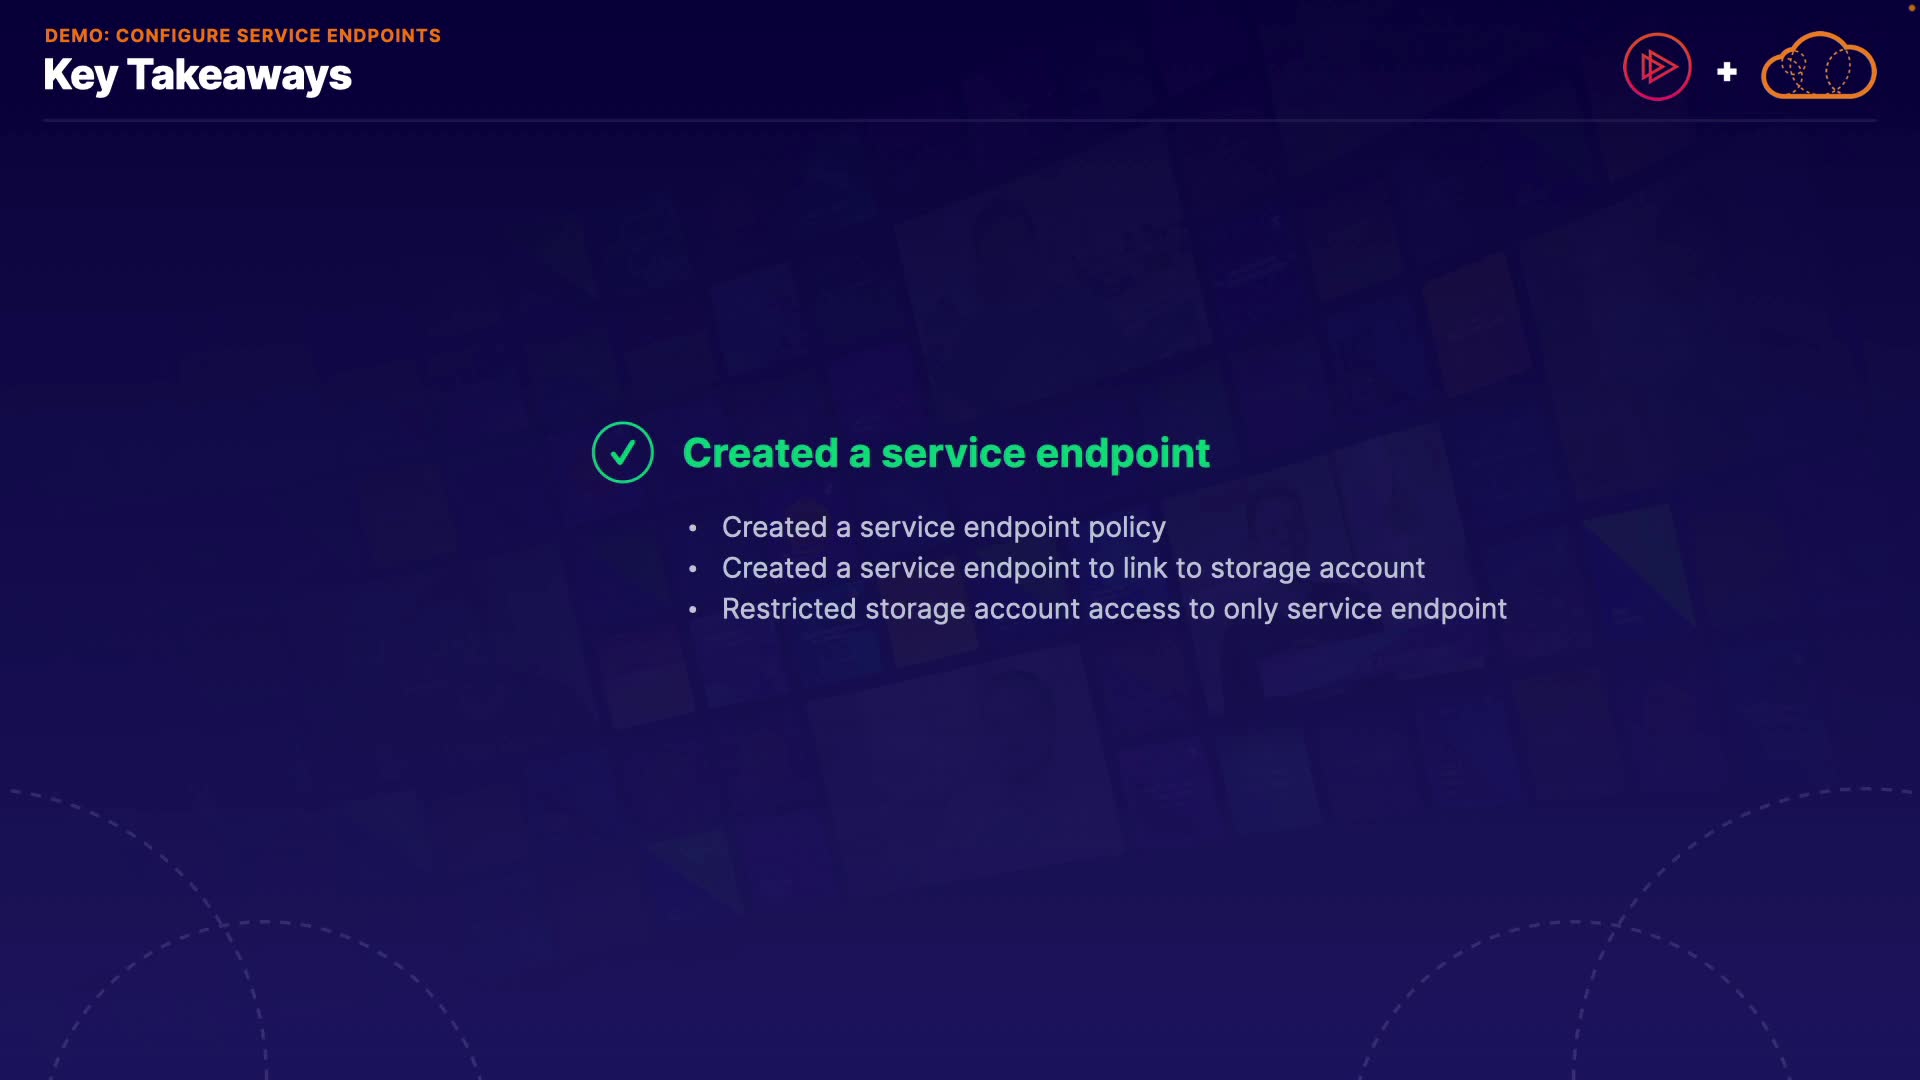 DEMO: CONFIGURE SERVICE ENDPOINTS
Key Takeaways
Created a service endpoint
• Created a service endpoint policy
• Created a service endpoint to link to storage account
• Restricted storage account access to only service endpoint